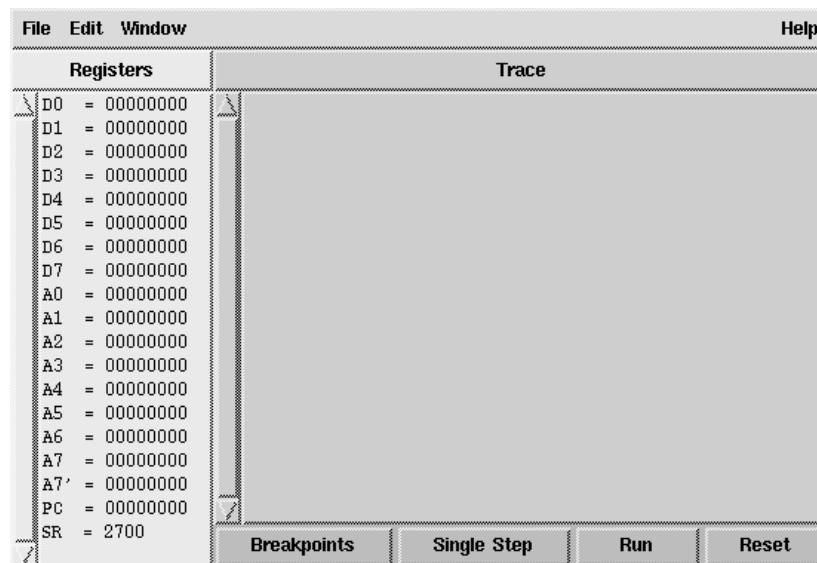 File Edit Window Help
Registers Trace
D0 = 00000000
D1 = 00000000
D2 = 00000000
D3 = 00000000
D4 = 00000000
D5 = 00000000
D6 = 00000000
D7 = 00000000
A0 = 00000000
A1 = 00000000
A2 = 00000000
A3 = 00000000
A4 = 00000000
A5 = 00000000
A6 = 00000000
A7 = 00000000
A7' = 00000000
PC = 00000000
SR = 2700
Breakpoints Single Step Run Reset